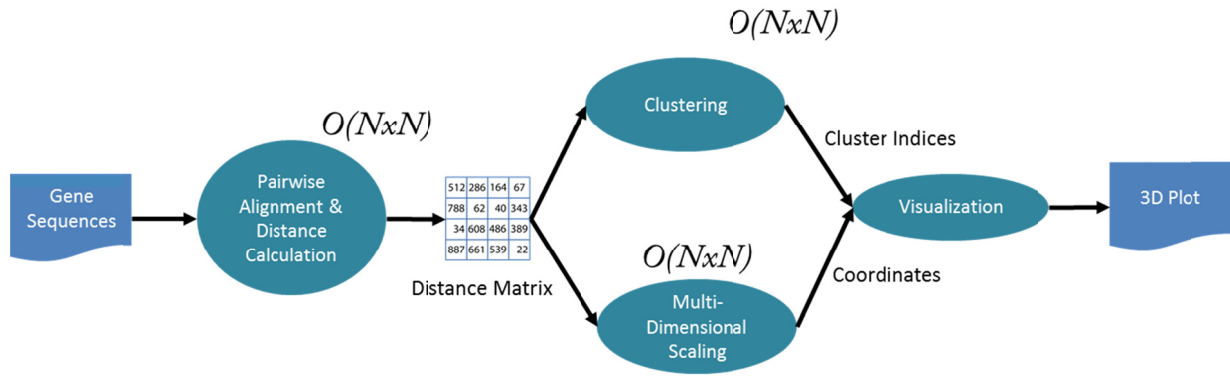 Gene
Sequences
O(NxN)
Pairwise
Alignment &
Distance
Calculation
512 286 164 67
788 62 40 343
34 608 486 389
887 661 539 22
Distance Matrix
O(NxN)
Clustering
Cluster Indices
O(NxN)
Multi-
Dimensional
Scaling
Coordinates
Visualization
3D Plot